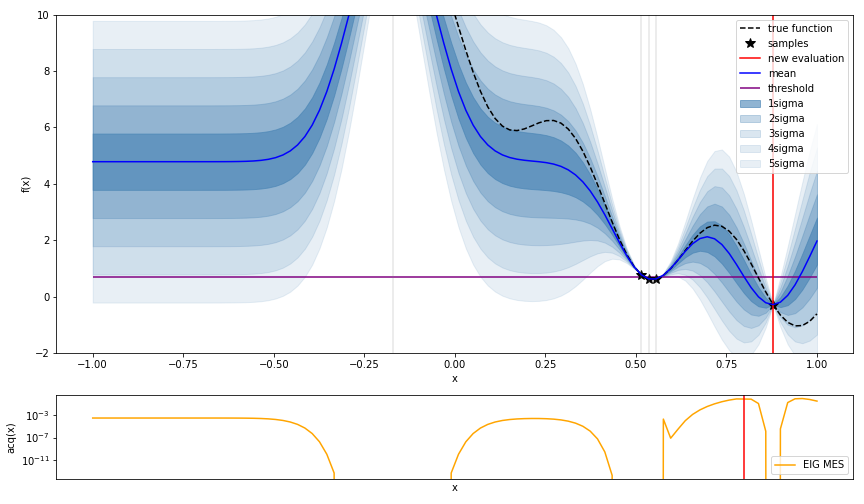 10
8
6
4
2
0
−2
f(x)
true function
samples
new evaluation
mean
threshold
1sigma
2sigma
3sigma
4sigma
5sigma
−1.00 −0.75 −0.50 −0.25 0.00 0.25 0.50 0.75 1.00
x
10⁻³
10⁻⁷
10⁻¹¹
acq(x)
EIG MES
x